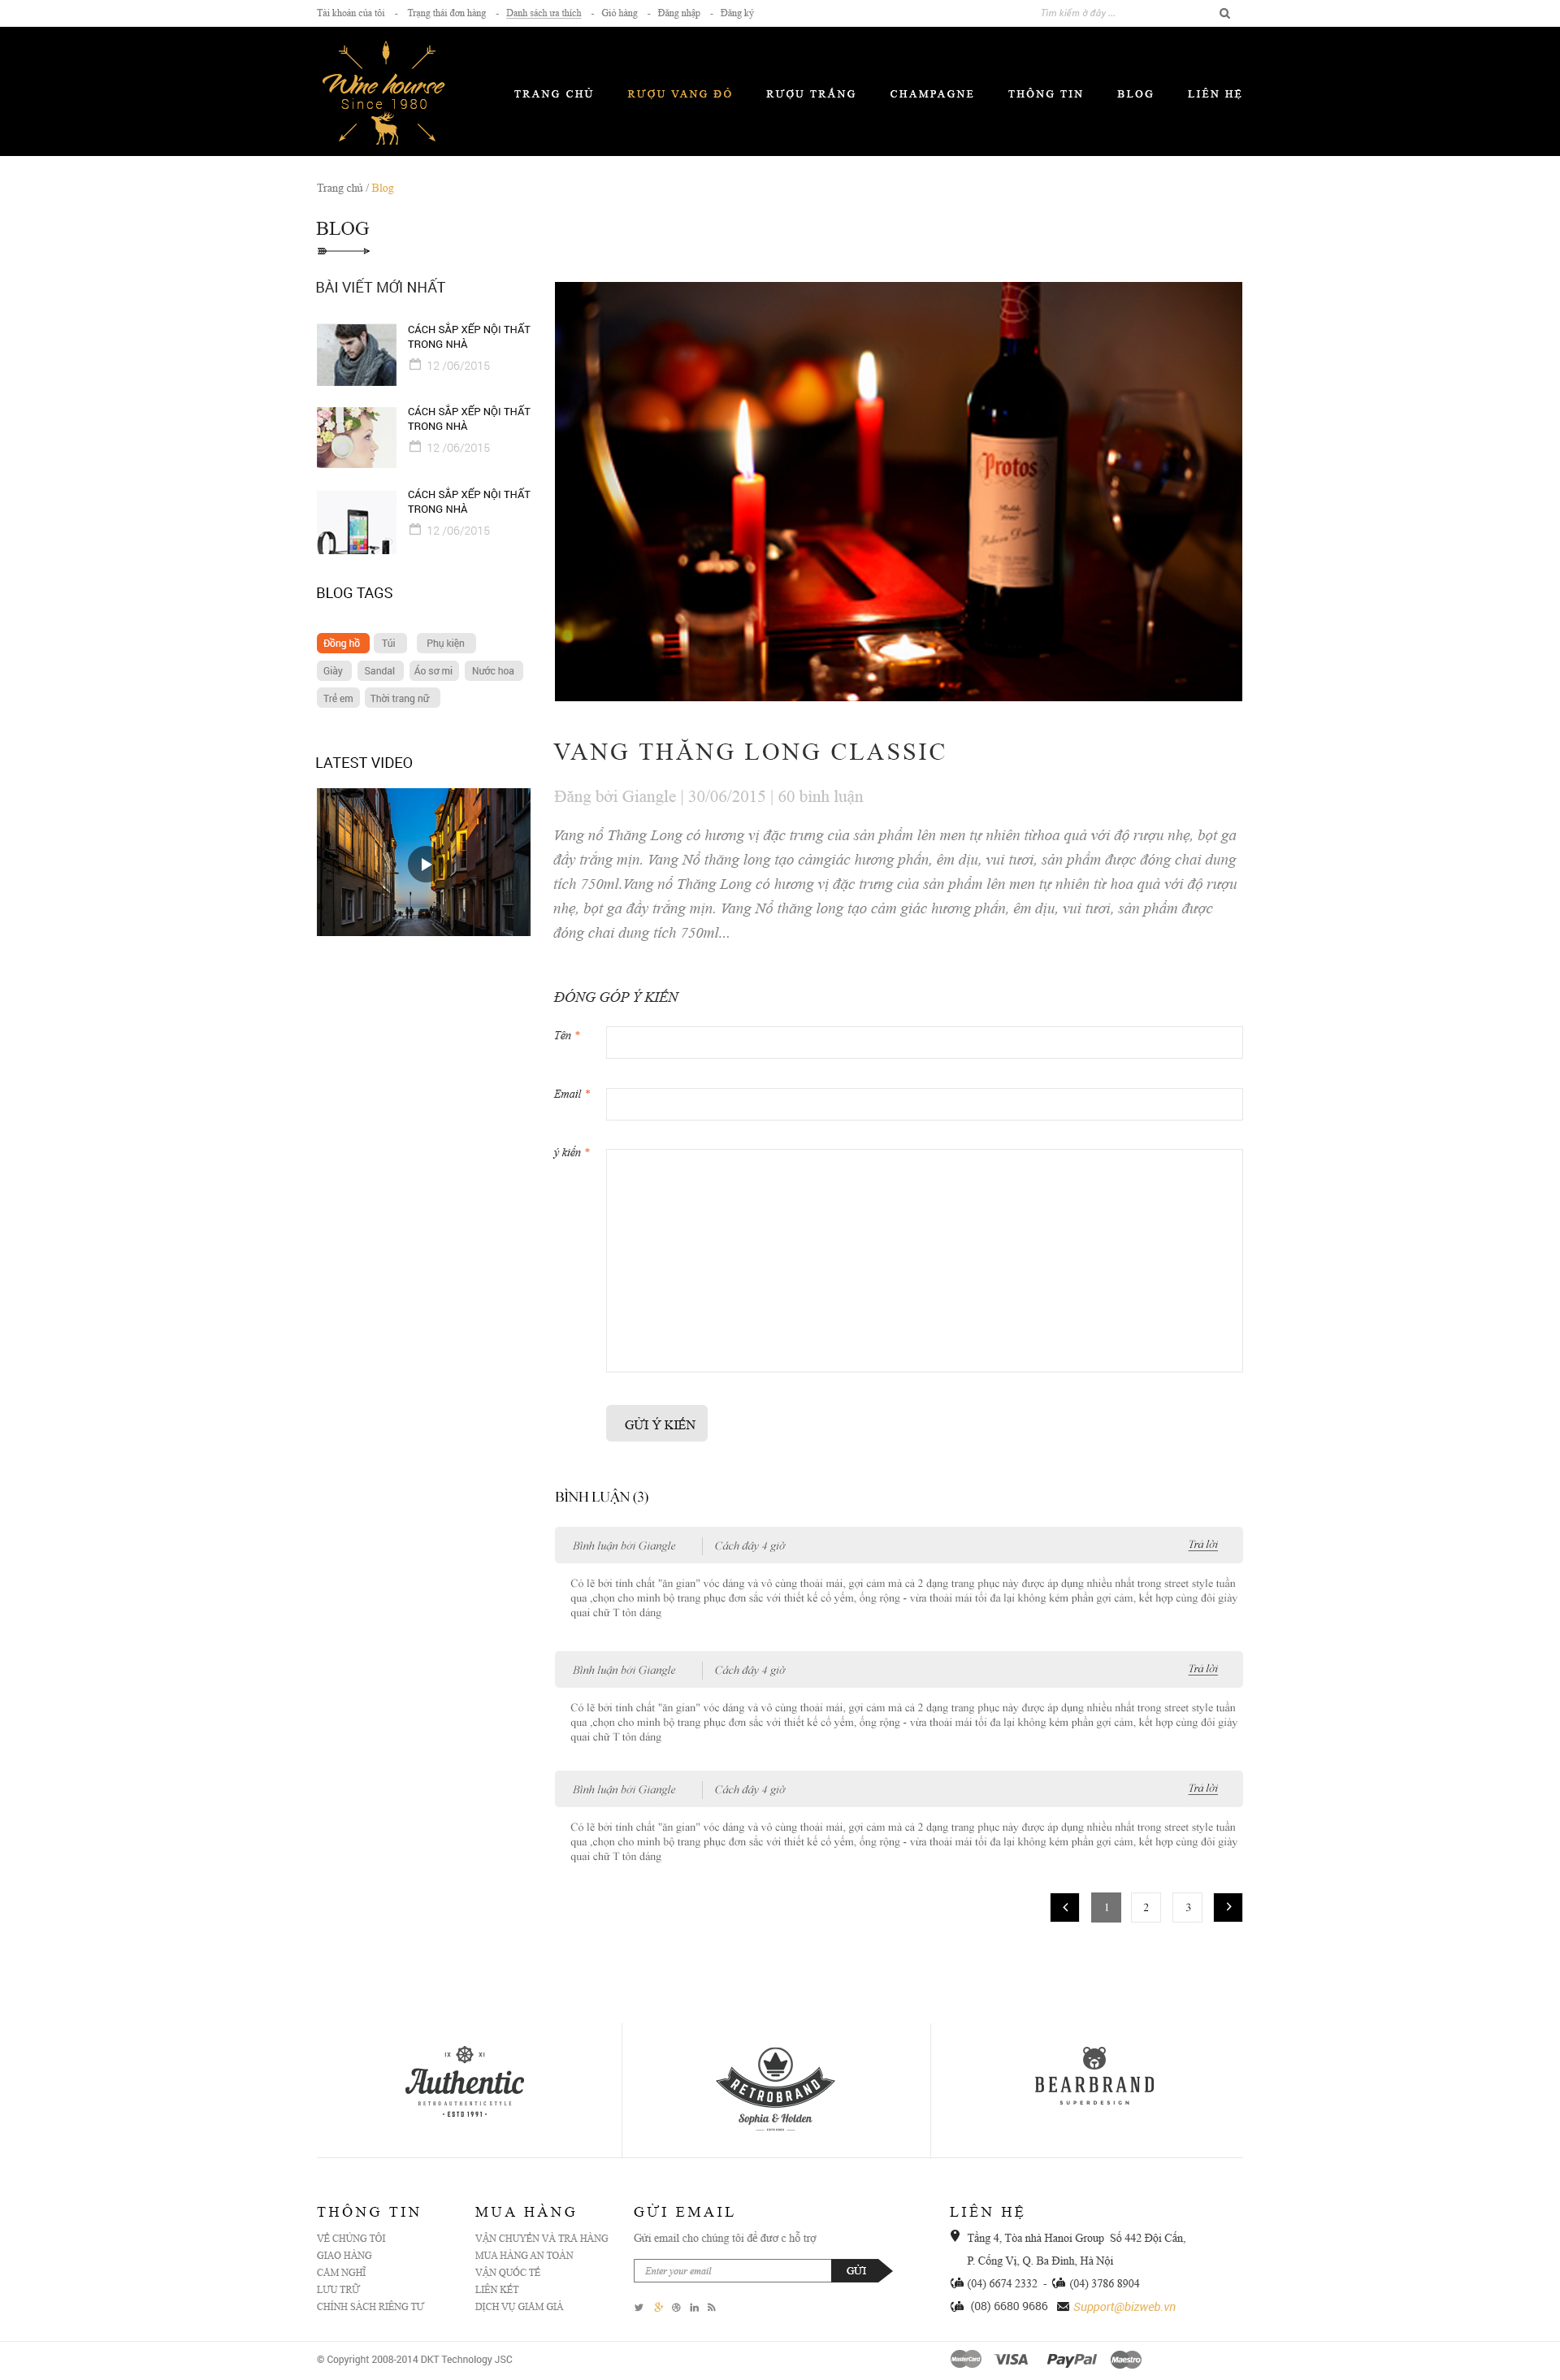 Tài khoản của tôi - Trạng thái đơn hàng - Danh sách ưa thích - Giỏ hàng - Đăng nhập - Đăng ký
Tìm kiếm ở đây ...
Wine hourse
Since 1980
TRANG CHỦ RƯỢU VANG ĐỎ RƯỢU TRẮNG CHAMPAGNE THÔNG TIN BLOG LIÊN HỆ
Trang chủ / Blog
BLOG
BÀI VIẾT MỚI NHẤT
CÁCH SẮP XẾP NỘI THẤT
TRONG NHÀ
12 /06/2015
CÁCH SẮP XẾP NỘI THẤT
TRONG NHÀ
12 /06/2015
CÁCH SẮP XẾP NỘI THẤT
TRONG NHÀ
12 /06/2015
BLOG TAGS
Đồng hồ Túi Phụ kiện
Giày Sandal Áo sơ mi Nước hoa
Trẻ em Thời trang nữ
LATEST VIDEO
Protos
VANG THĂNG LONG CLASSIC
Đăng bởi Giangle | 30/06/2015 | 60 bình luận
Vang nổ Thăng Long có hương vị đặc trưng của sản phẩm lên men tự nhiên từhoa quả với độ rượu nhẹ, bọt ga
đầy trắng mịn. Vang Nổ thăng long tạo cảmgiác hương phấn, êm dịu, vui tươi, sản phẩm được đóng chai dung
tích 750ml.Vang nổ Thăng Long có hương vị đặc trưng của sản phẩm lên men tự nhiên từ hoa quả với độ rượu
nhẹ, bọt ga đầy trắng mịn. Vang Nổ thăng long tạo cảm giác hương phấn, êm dịu, vui tươi, sản phẩm được
đóng chai dung tích 750ml...
ĐÓNG GÓP Ý KIẾN
Tên *
Email *
ý kiến *
GỬI Ý KIẾN
BÌNH LUẬN (3)
Bình luận bởi Giangle Cách đây 4 giờ Trả lời
Có lẽ bởi tính chất "ăn gian" vóc dáng và vô cùng thoải mái, gợi cảm mà cả 2 dạng trang phục này được áp dụng nhiều nhất trong street style tuần
qua ,chọn cho mình bộ trang phục đơn sắc với thiết kế cổ yếm, ống rộng - vừa thoải mái tối đa lại không kém phần gợi cảm, kết hợp cùng đôi giày
quai chữ T tôn dáng
Bình luận bởi Giangle Cách đây 4 giờ Trả lời
Có lẽ bởi tính chất "ăn gian" vóc dáng và vô cùng thoải mái, gợi cảm mà cả 2 dạng trang phục này được áp dụng nhiều nhất trong street style tuần
qua ,chọn cho mình bộ trang phục đơn sắc với thiết kế cổ yếm, ống rộng - vừa thoải mái tối đa lại không kém phần gợi cảm, kết hợp cùng đôi giày
quai chữ T tôn dáng
Bình luận bởi Giangle Cách đây 4 giờ Trả lời
Có lẽ bởi tính chất "ăn gian" vóc dáng và vô cùng thoải mái, gợi cảm mà cả 2 dạng trang phục này được áp dụng nhiều nhất trong street style tuần
qua ,chọn cho mình bộ trang phục đơn sắc với thiết kế cổ yếm, ống rộng - vừa thoải mái tối đa lại không kém phần gợi cảm, kết hợp cùng đôi giày
quai chữ T tôn dáng
1 2 3
IX XI
Authentic
RETROAUTHENTICSTYLE
• ESTD 1991 •
RETROBRAND
Sophia & Holden
BEARBRAND
SUPERDESIGN
THÔNG TIN
VỀ CHÚNG TÔI
GIAO HÀNG
CẢM NGHĨ
LƯU TRỮ
CHÍNH SÁCH RIÊNG TƯ
MUA HÀNG
VẬN CHUYỂN VÀ TRẢ HÀNG
MUA HÀNG AN TOÀN
VẬN QUỐC TẾ
LIÊN KẾT
DỊCH VỤ GIẢM GIÁ
GỬI EMAIL
Gửi email cho chúng tôi để đươ c hỗ trợ
Enter your email GỬI
LIÊN HỆ
Tầng 4, Tòa nhà Hanoi Group Số 442 Đội Cấn,
P. Cống Vị, Q. Ba Đình, Hà Nội
(04) 6674 2332 - (04) 3786 8904
(08) 6680 9686 Support@bizweb.vn
© Copyright 2008-2014 DKT Technology JSC
MasterCard VISA PayPal Maestro